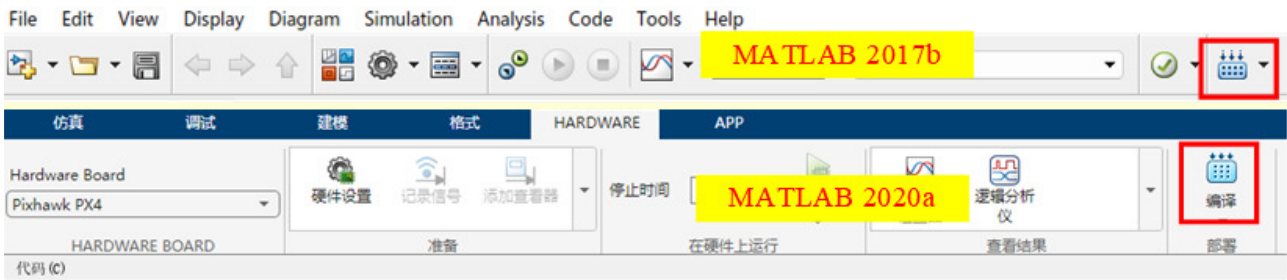 File Edit View Display Diagram Simulation Analysis Code Tools Help
MATLAB 2017b
仿真 调试 建模 格式 HARDWARE APP
Hardware Board
Pixhawk PX4
硬件设置 记录信号 添加查看器
停止时间
MATLAB 2020a
逻辑分析
仪
编译
HARDWARE BOARD 准备 在硬件上运行 查看结果 部署
代码(C)